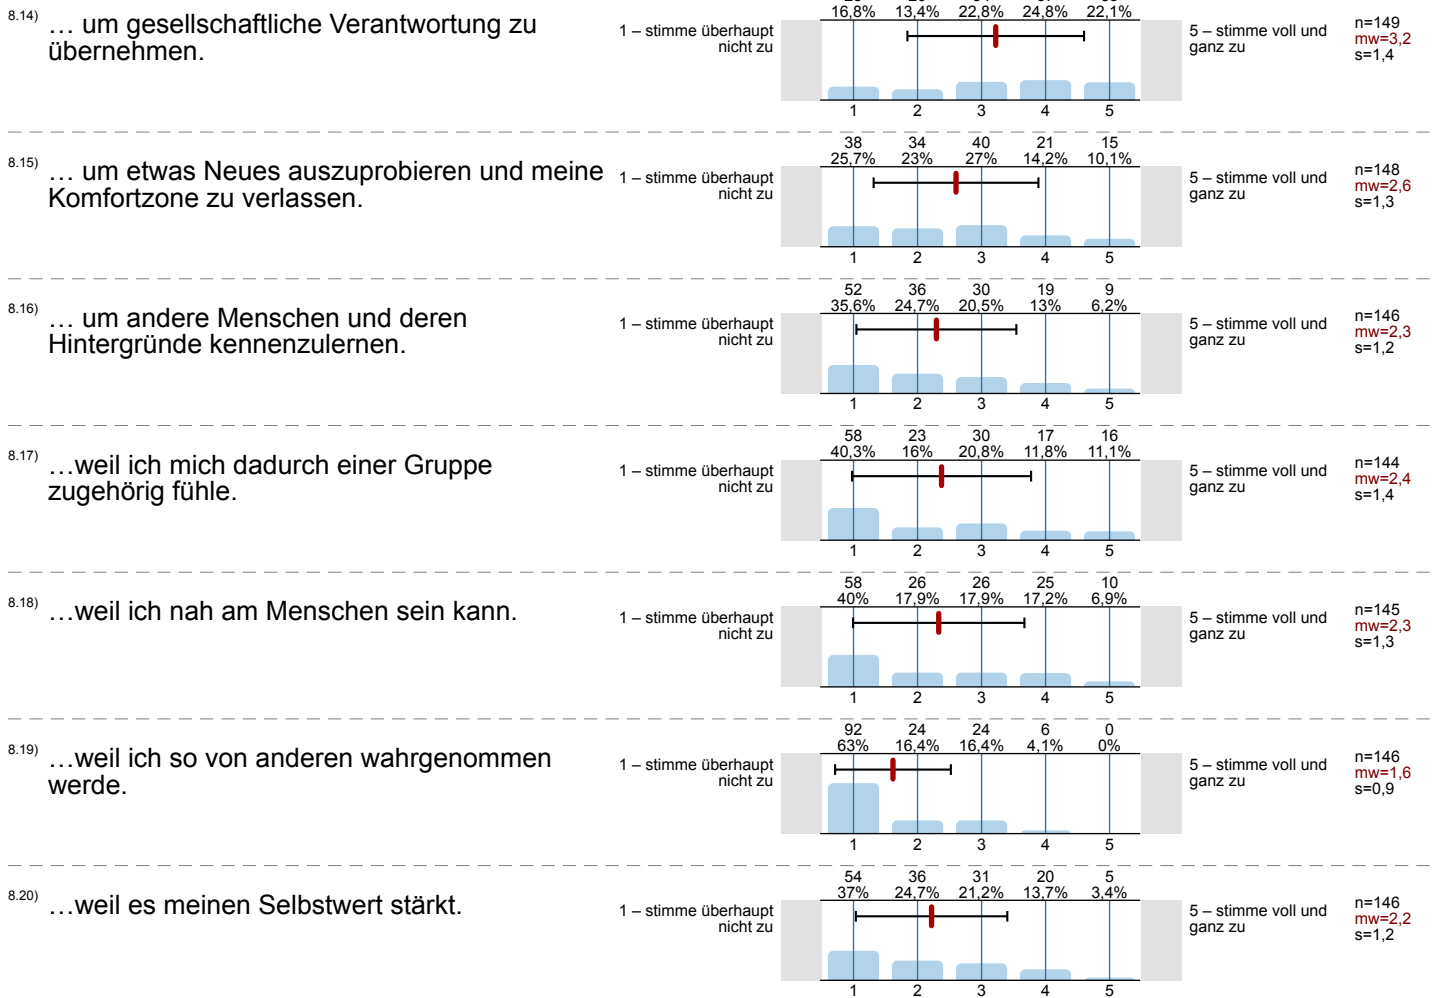 8.14) … um gesellschaftliche Verantwortung zu
übernehmen.
1 – stimme überhaupt
nicht zu
16,8% 13,4% 22,8% 24,8% 22,1%
1 2 3 4 5
5 – stimme voll und
ganz zu
n=149
mw=3,2
s=1,4
8.15) … um etwas Neues auszuprobieren und meine
Komfortzone zu verlassen.
1 – stimme überhaupt
nicht zu
38 34 40 21 15
25,7% 23% 27% 14,2% 10,1%
1 2 3 4 5
5 – stimme voll und
ganz zu
n=148
mw=2,6
s=1,3
8.16) … um andere Menschen und deren
Hintergründe kennenzulernen.
1 – stimme überhaupt
nicht zu
52 36 30 19 9
35,6% 24,7% 20,5% 13% 6,2%
1 2 3 4 5
5 – stimme voll und
ganz zu
n=146
mw=2,3
s=1,2
8.17) …weil ich mich dadurch einer Gruppe
zugehörig fühle.
1 – stimme überhaupt
nicht zu
58 23 30 17 16
40,3% 16% 20,8% 11,8% 11,1%
1 2 3 4 5
5 – stimme voll und
ganz zu
n=144
mw=2,4
s=1,4
8.18) …weil ich nah am Menschen sein kann.
1 – stimme überhaupt
nicht zu
58 26 26 25 10
40% 17,9% 17,9% 17,2% 6,9%
1 2 3 4 5
5 – stimme voll und
ganz zu
n=145
mw=2,3
s=1,3
8.19) …weil ich so von anderen wahrgenommen
werde.
1 – stimme überhaupt
nicht zu
92 24 24 6 0
63% 16,4% 16,4% 4,1% 0%
1 2 3 4 5
5 – stimme voll und
ganz zu
n=146
mw=1,6
s=0,9
8.20) …weil es meinen Selbstwert stärkt.
1 – stimme überhaupt
nicht zu
54 36 31 20 5
37% 24,7% 21,2% 13,7% 3,4%
1 2 3 4 5
5 – stimme voll und
ganz zu
n=146
mw=2,2
s=1,2